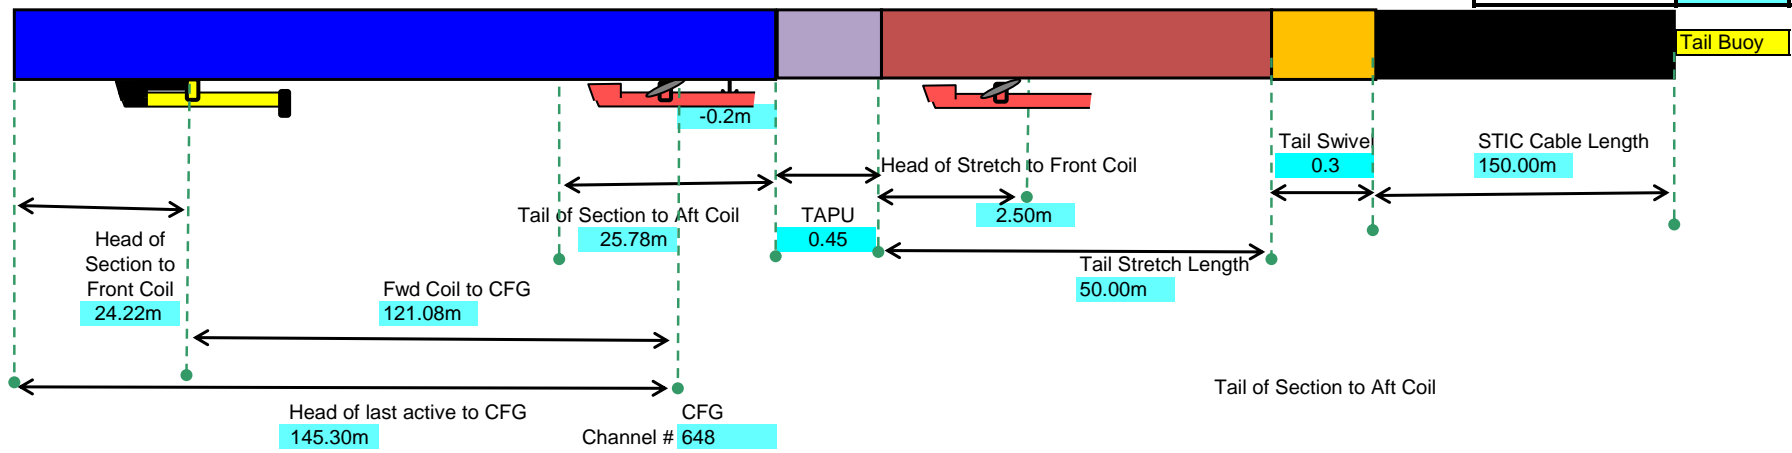 Tail Buoy
-0.2m
Tail Swivel
0.3
STIC Cable Length
150.00m
Head of Stretch to Front Coil
2.50m
Tail of Section to Aft Coil
25.78m
TAPU
0.45
Head of
Section to
Front Coil
24.22m
Fwd Coil to CFG
121.08m
Tail Stretch Length
50.00m
Tail of Section to Aft Coil
Head of last active to CFG
145.30m
CFG
Channel # 648